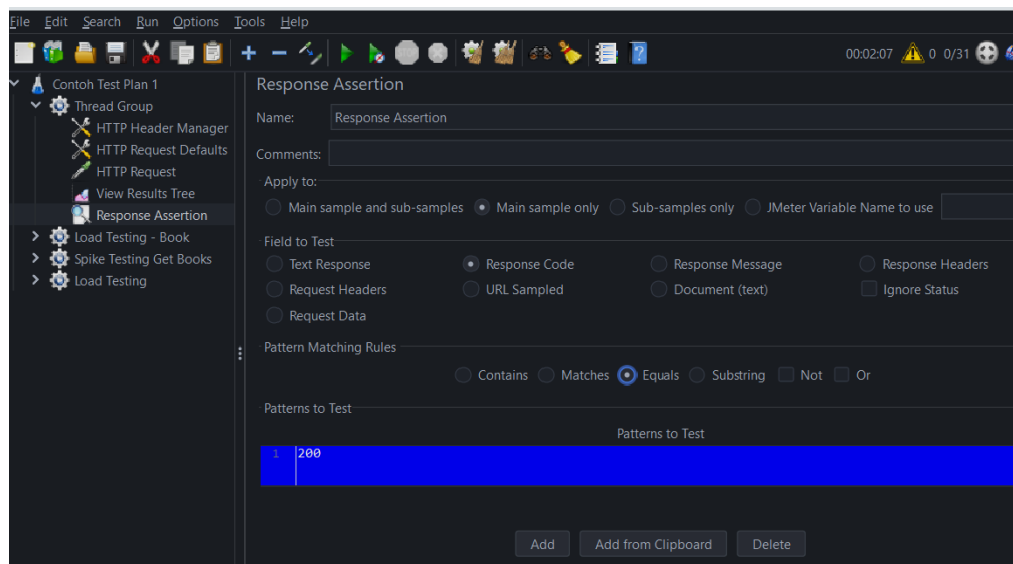 File Edit Search Run Options Tools Help
00:02:07 0 0/31
Contoh Test Plan 1
Thread Group
HTTP Header Manager
HTTP Request Defaults
HTTP Request
View Results Tree
Response Assertion
Load Testing - Book
Spike Testing Get Books
Load Testing
Response Assertion
Name: Response Assertion
Comments:
Apply to:
Main sample and sub-samples Main sample only Sub-samples only JMeter Variable Name to use
Field to Test
Text Response Response Code Response Message Response Headers
Request Headers URL Sampled Document (text) Ignore Status
Request Data
Pattern Matching Rules
Contains Matches Equals Substring Not Or
Patterns to Test
Patterns to Test
1 200
Add Add from Clipboard Delete